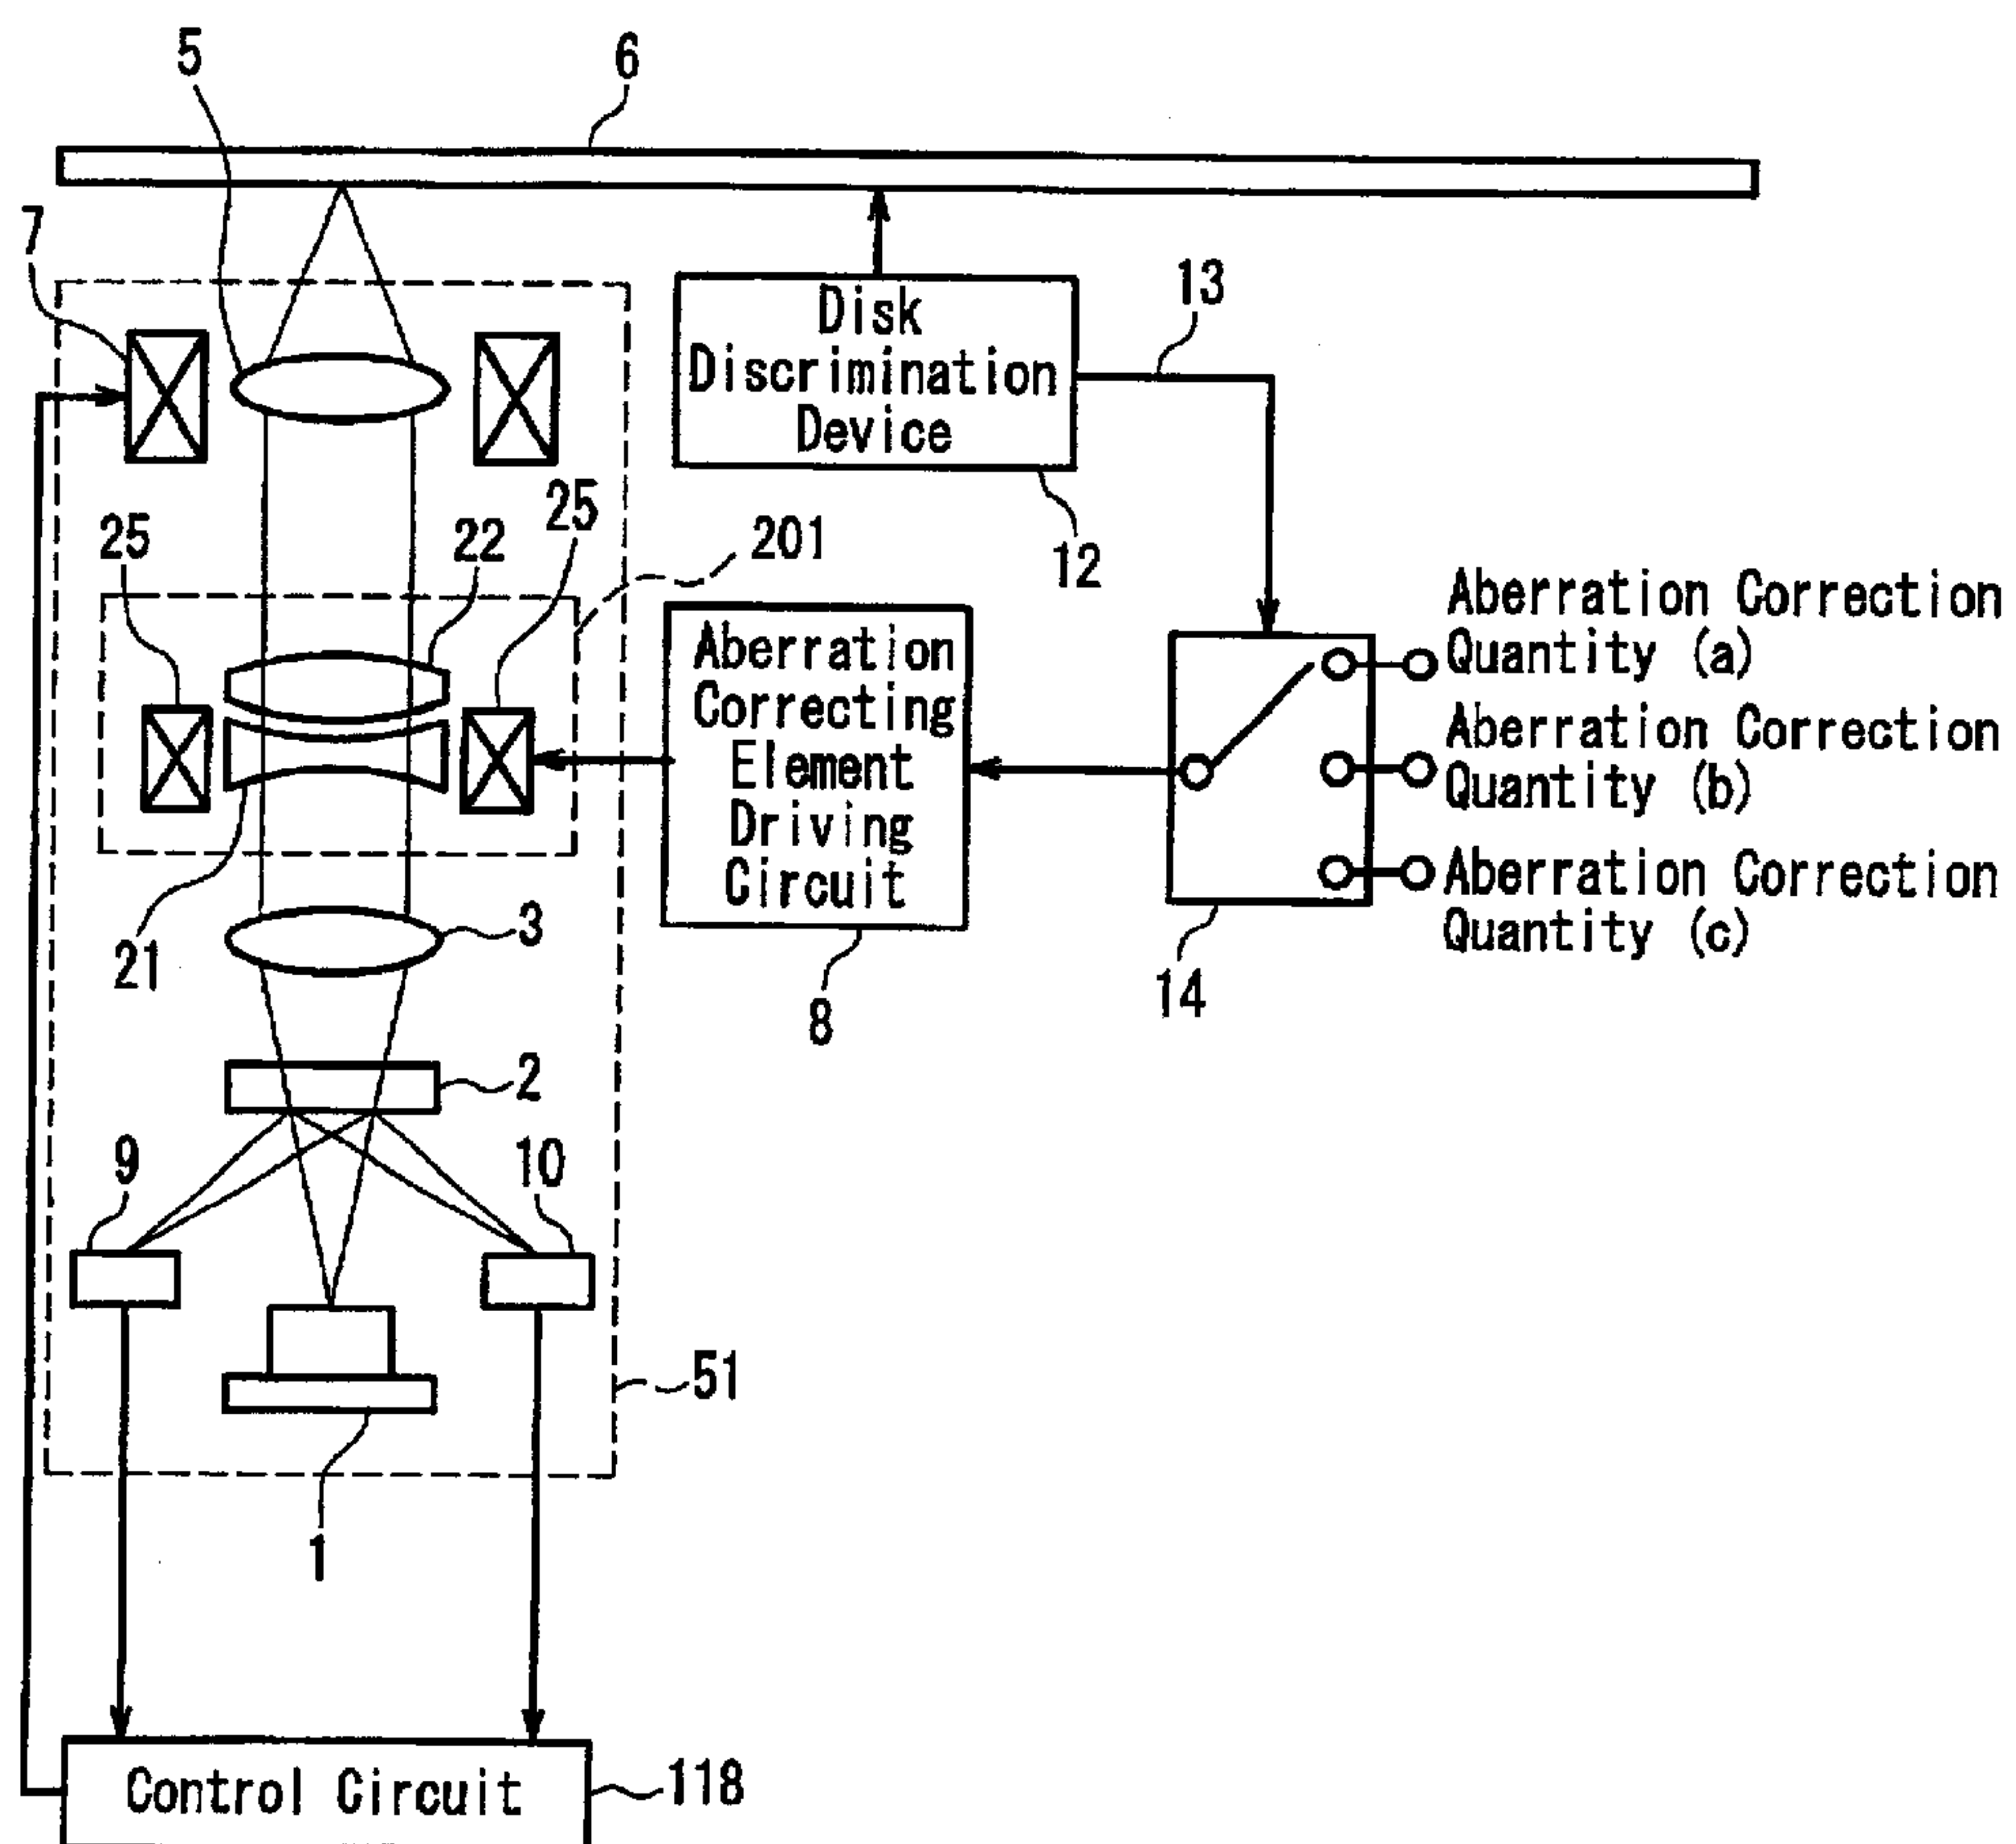 5
6
7
Disk
Discrimination
Device
13
12
25
22
25
201
Aberration
Correcting
Element
Driving
Circuit
Aberration Correction
Quantity (a)
Aberration Correction
Quantity (b)
Aberration Correction
Quantity (c)
21
3
8
14
2
9
10
51
1
Control Circuit
118